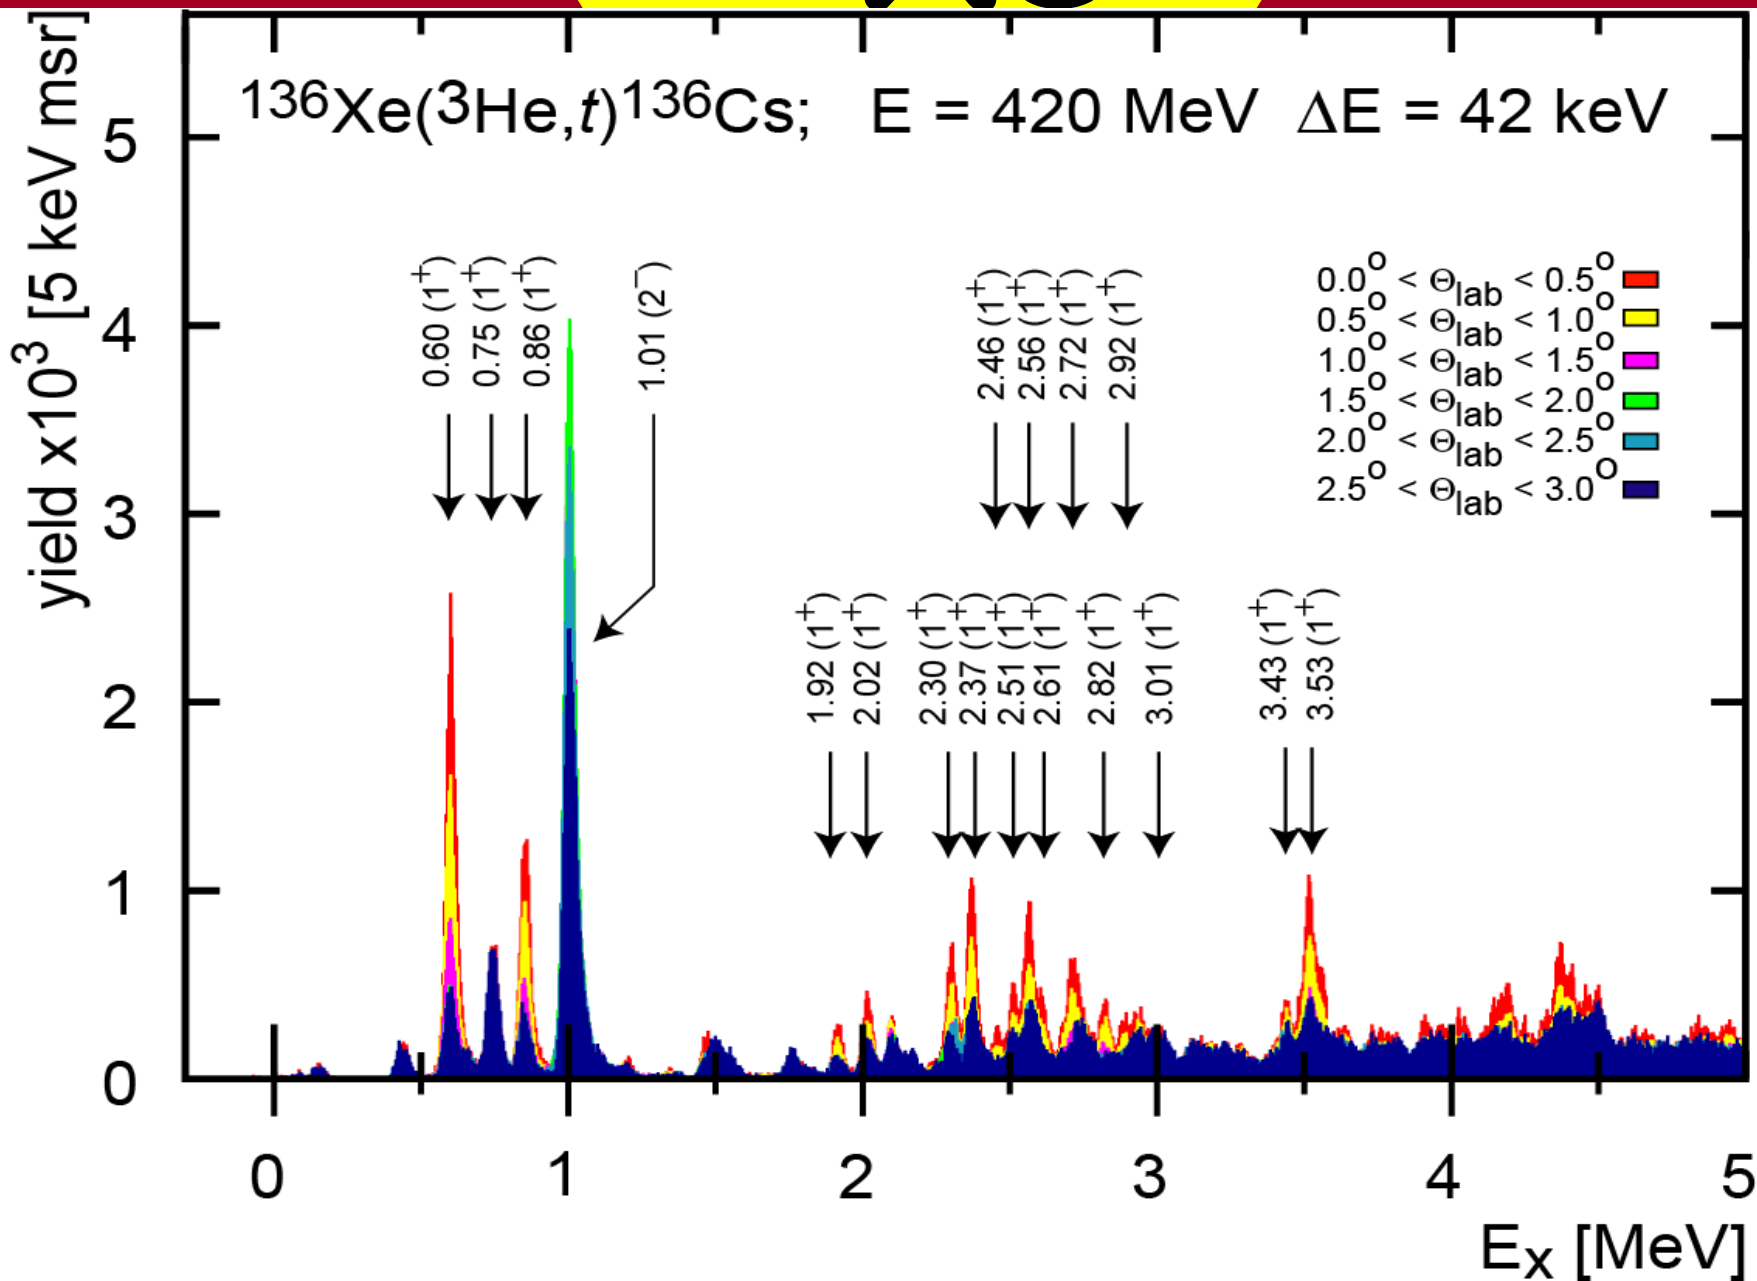 ¹³⁶Xe(³He,t)¹³⁶Cs; E = 420 MeV ΔE = 42 keV
yield x10³ [5 keV msr]
5
4
3
2
1
0
0.60 (1⁺)
0.75 (1⁺)
0.86 (1⁺)
1.01 (2⁻)
2.46 (1⁺)
2.56 (1⁺)
2.72 (1⁺)
2.92 (1⁺)
0.0° < Θlab < 0.5°
0.5° < Θlab < 1.0°
1.0° < Θlab < 1.5°
1.5° < Θlab < 2.0°
2.0° < Θlab < 2.5°
2.5° < Θlab < 3.0°
1.92 (1⁺)
2.02 (1⁺)
2.30 (1⁺)
2.37 (1⁺)
2.51 (1⁺)
2.61 (1⁺)
2.82 (1⁺)
3.01 (1⁺)
3.43 (1⁺)
3.53 (1⁺)
0 1 2 3 4 5
Eₓ [MeV]